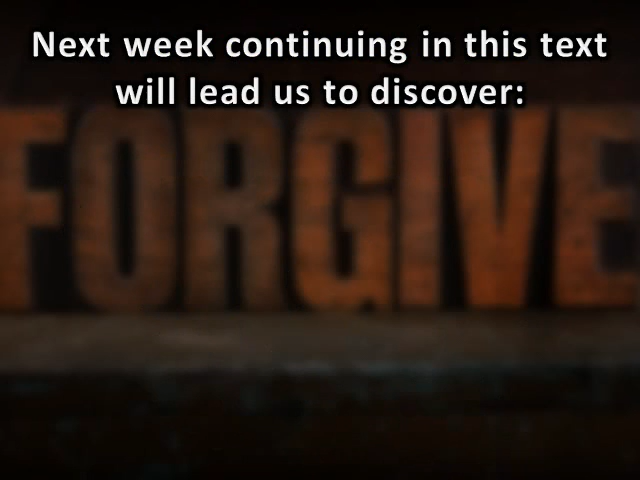 Next week continuing in this text
will lead us to discover:
FORGIVE